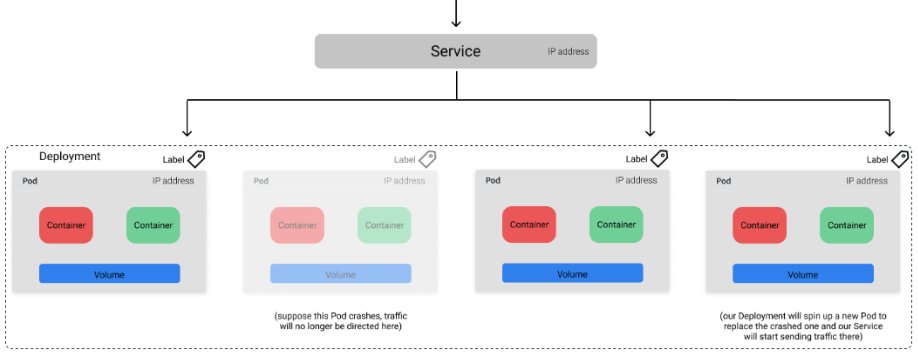 Service
IP address
Deployment
Label
Label
Label
Label
Pod
IP address
Pod
IP address
Pod
IP address
Pod
IP address
Container
Container
Container
Container
Container
Container
Container
Container
Volume
Volume
Volume
Volume
(suppose this Pod crashes, traffic
will no longer be directed here)
(our Deployment will spin up a new Pod to
replace the crashed one and our Service
will start sending traffic there)